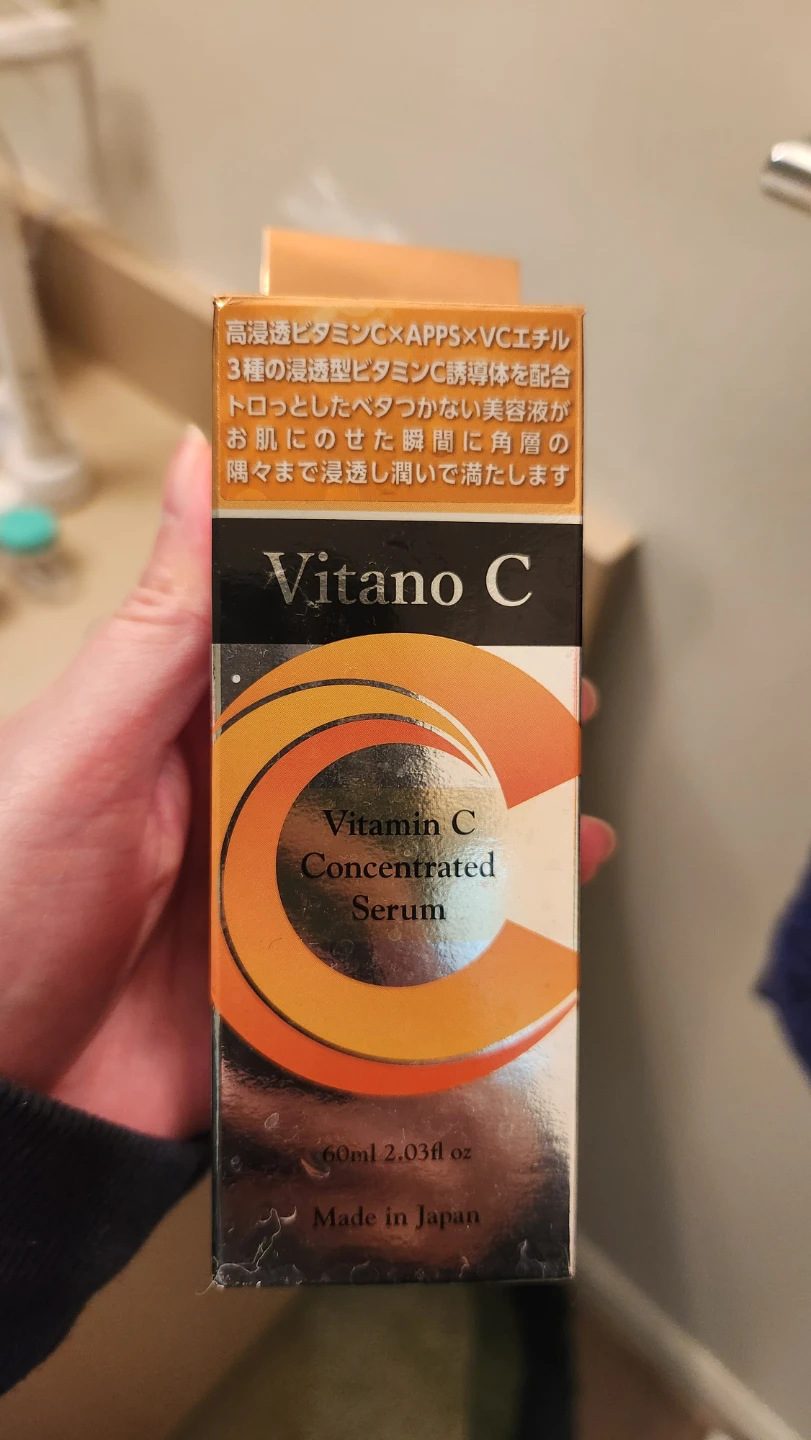 高浸透ビタミンC×APPS×VCエチル
3種の浸透型ビタミンC誘導体を配合
トロっとしたベタつかない美容液が
お肌にのせた瞬間に角層の
隅々まで浸透し潤いで満たします
Vitano C
Vitamin C
Concentrated
Serum
60ml 2.03fl oz
Made in Japan